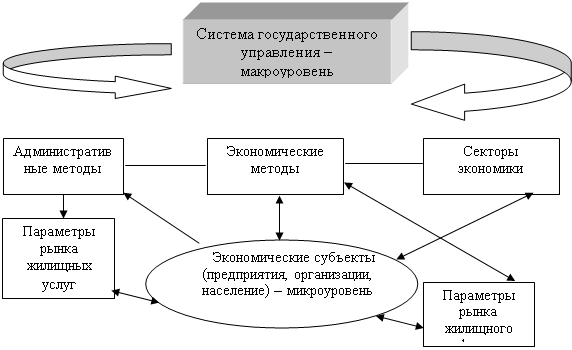 Система государственного
управления –
макроуровень
Административ
ные методы
Экономические
методы
Секторы
экономики
Параметры
рынка
жилищных
услуг
Экономические субъекты
(предприятия, организации,
население) – микроуровень
Параметры
рынка
жилищного